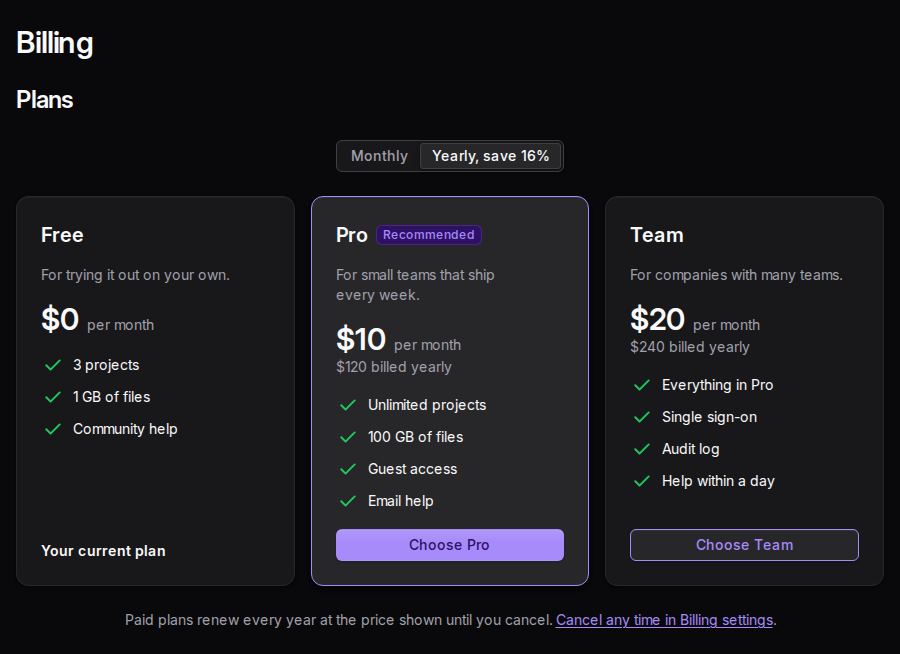 Billing
Plans
Monthly
Yearly, save 16%
Free
For trying it out on your own.
$0 per month
3 projects
1 GB of files
Community help
Your current plan
Pro Recommended
For small teams that ship
every week.
$10 per month
$120 billed yearly
Unlimited projects
100 GB of files
Guest access
Email help
Choose Pro
Team
For companies with many teams.
$20 per month
$240 billed yearly
Everything in Pro
Single sign-on
Audit log
Help within a day
Choose Team
Paid plans renew every year at the price shown until you cancel. Cancel any time in Billing settings.